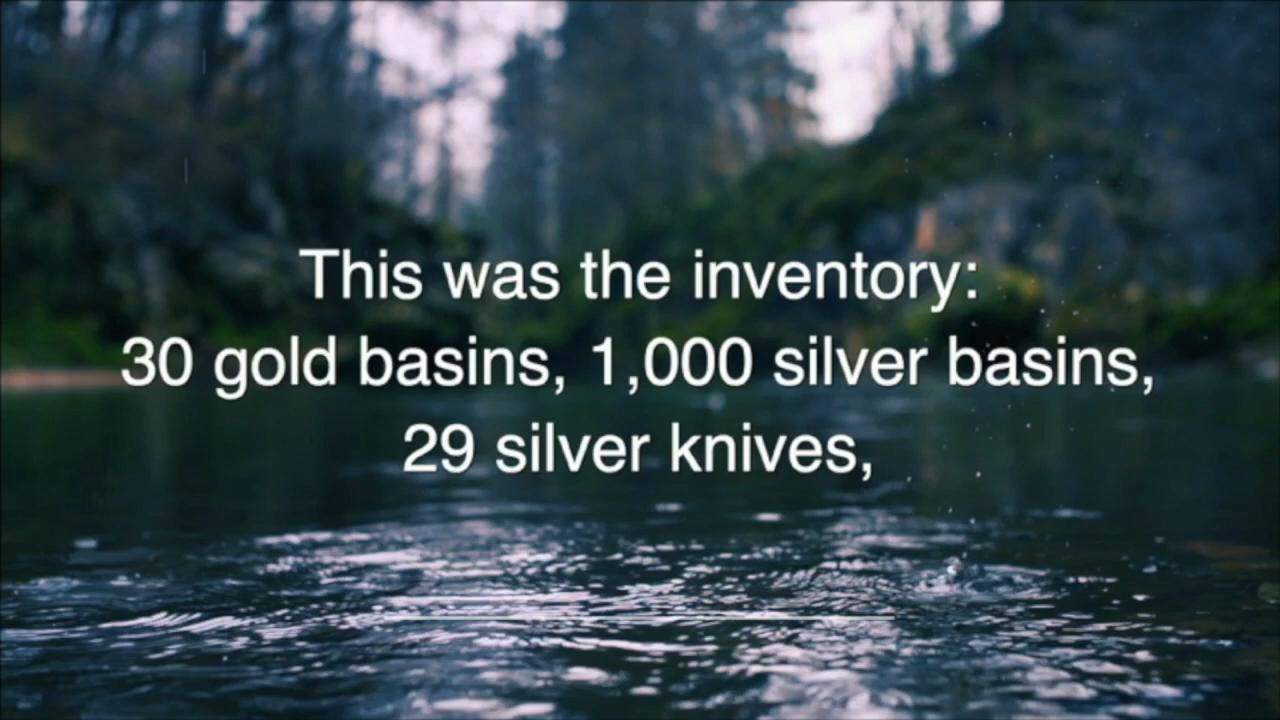 This was the inventory:
30 gold basins, 1,000 silver basins,
29 silver knives,